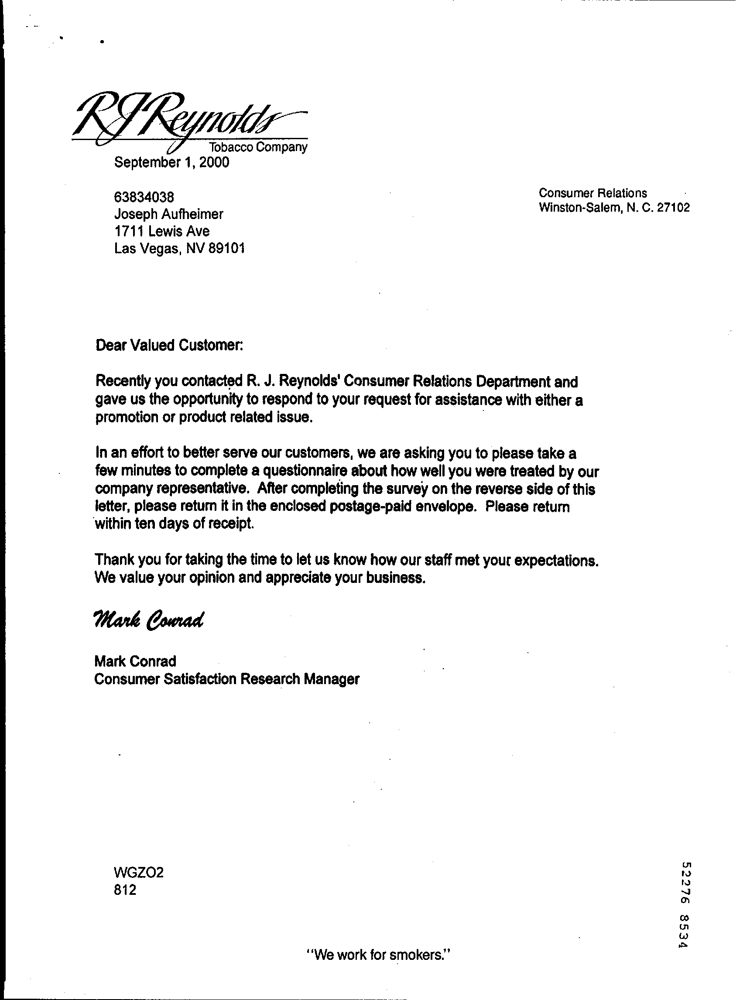 RJReynolds
Tobacco Company
September 1, 2000
63834038
Joseph Aufheimer
1711 Lewis Ave
Las Vegas, NV 89101
Consumer Relations
Winston-Salem, N. C. 27102
Dear Valued Customer:
Recently you contacted R. J. Reynolds' Consumer Relations Department and
gave us the opportunity to respond to your request for assistance with either a
promotion or product related issue.
In an effort to better serve our customers, we are asking you to please take a
few minutes to complete a questionnaire about how well you were treated by our
company representative. After completing the survey on the reverse side of this
letter, please return it in the enclosed postage-paid envelope. Please return
within ten days of receipt.
Thank you for taking the time to let us know how our staff met your expectations.
We value your opinion and appreciate your business.
Mark Conrad
Mark Conrad
Consumer Satisfaction Research Manager
WGZO2
812
52276 8534
"We work for smokers."